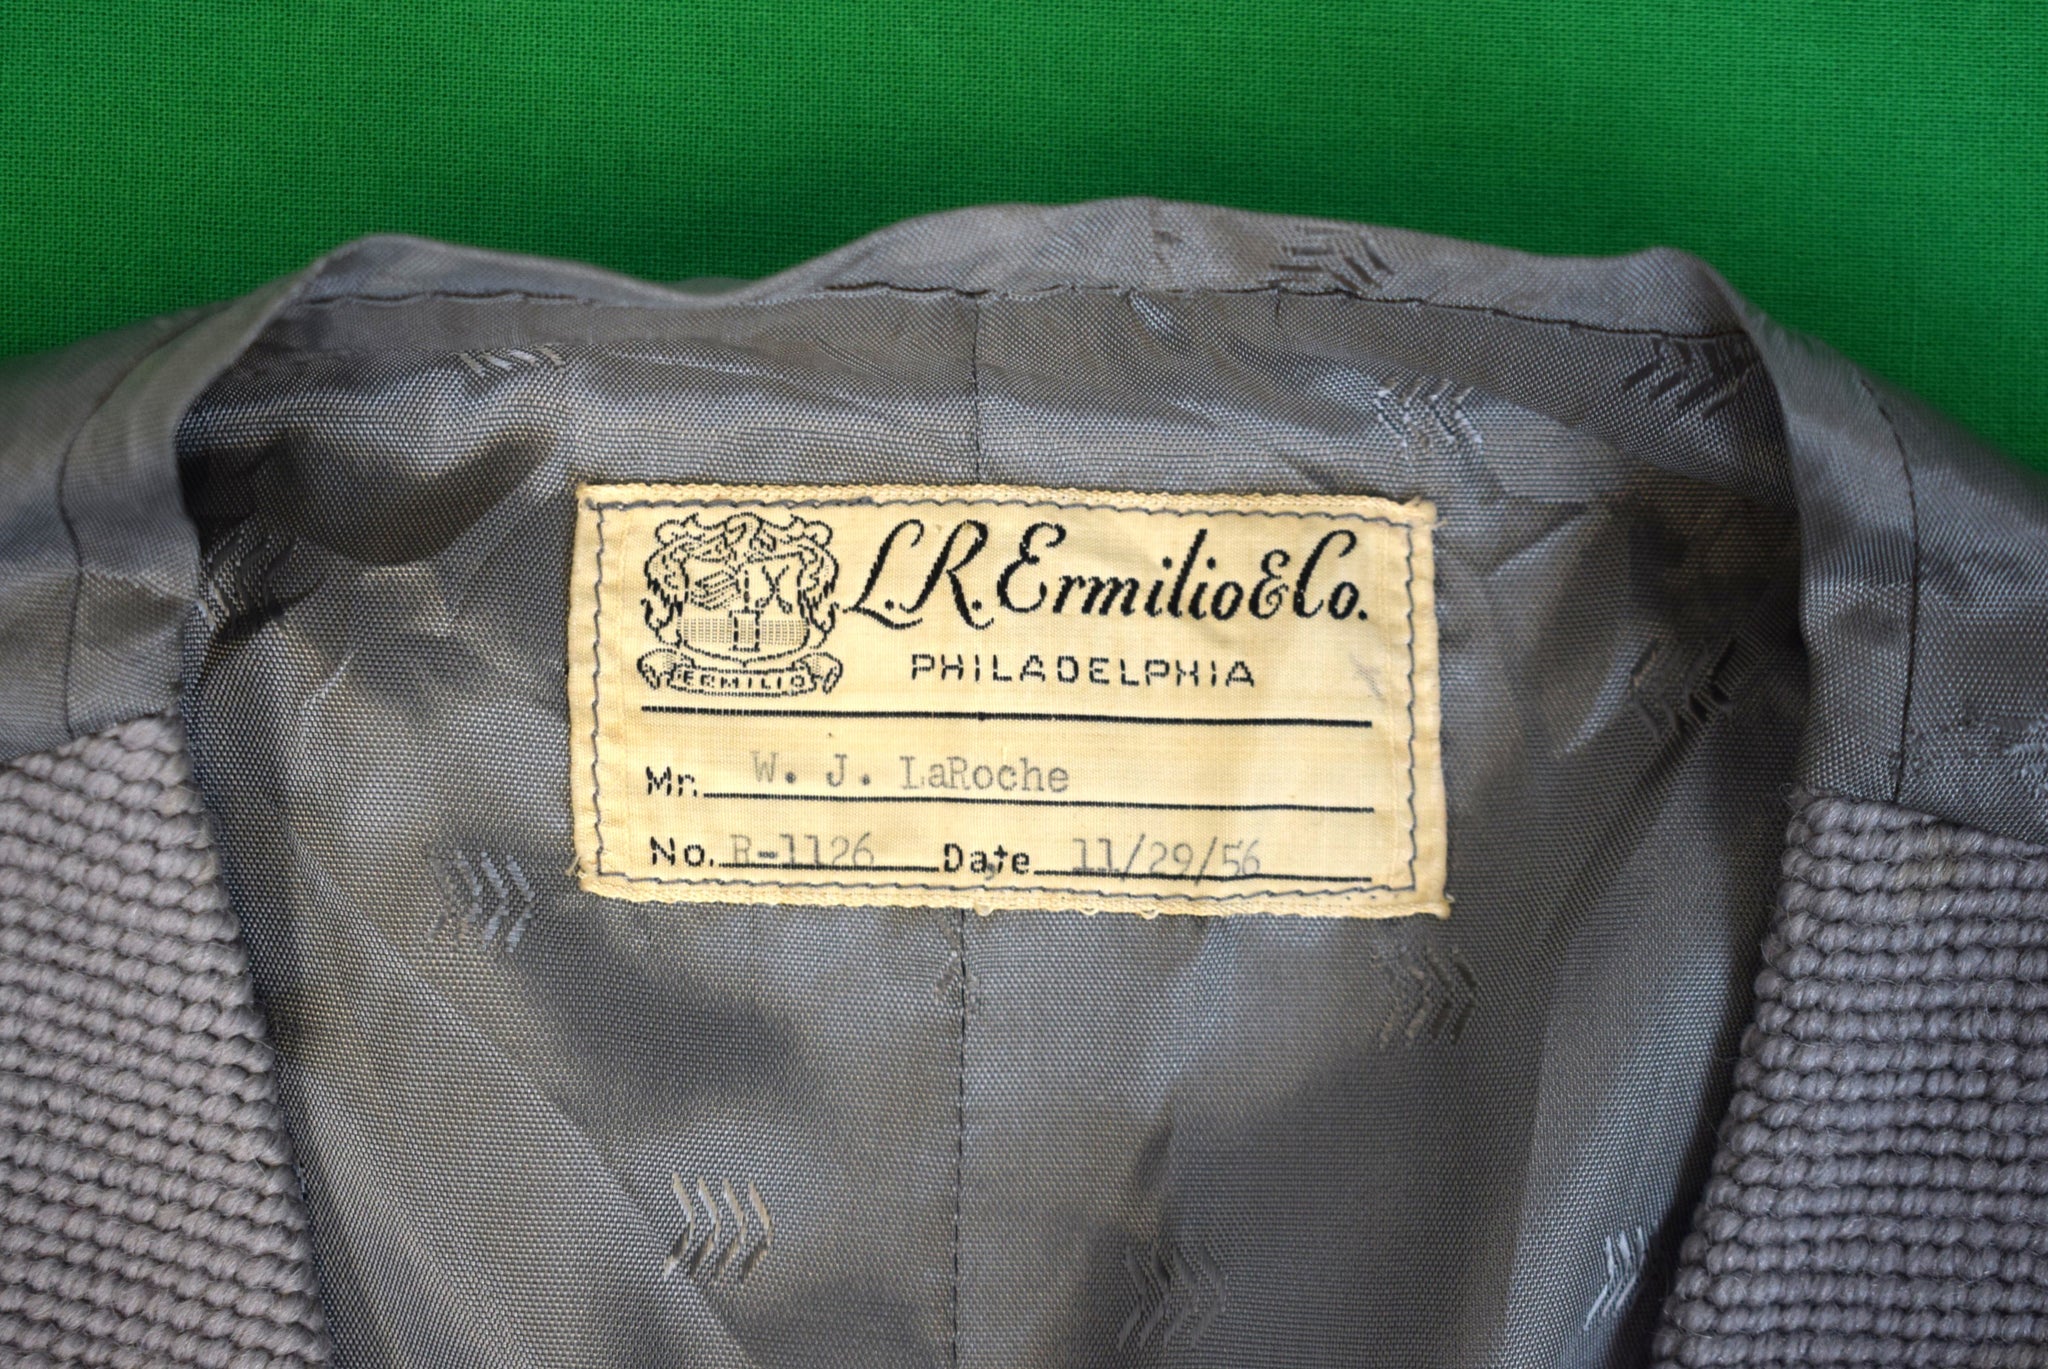 L.R. Ermilio & Co.
ERMILIO
PHILADELPHIA
Mr. W. J. LaRoche
No. R-1126 Date 11/29/56